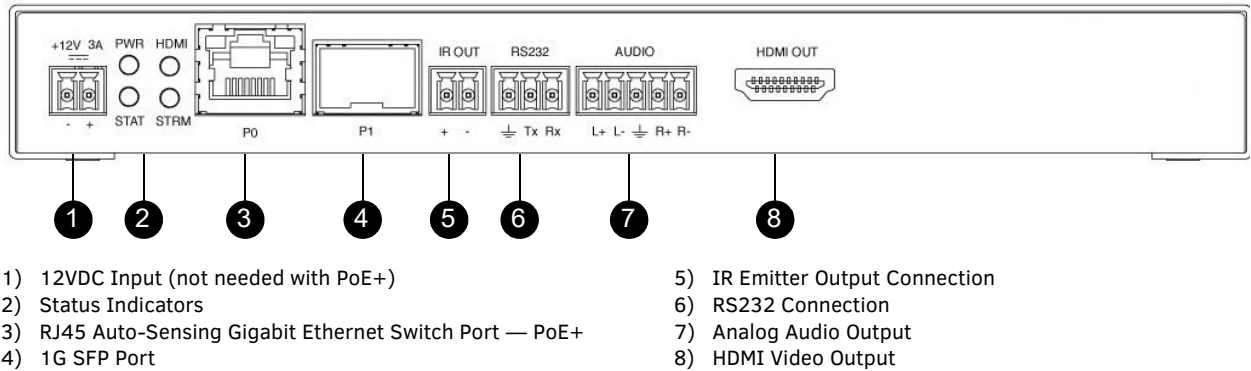 +12V 3A PWR HDMI IR OUT RS232 AUDIO HDMI OUT
- + STAT STRM P0 P1 + - Tx Rx L+ L- R+ R-
1 2 3 4 5 6 7 8
1) 12VDC Input (not needed with PoE+)
2) Status Indicators
3) RJ45 Auto-Sensing Gigabit Ethernet Switch Port — PoE+
4) 1G SFP Port
5) IR Emitter Output Connection
6) RS232 Connection
7) Analog Audio Output
8) HDMI Video Output